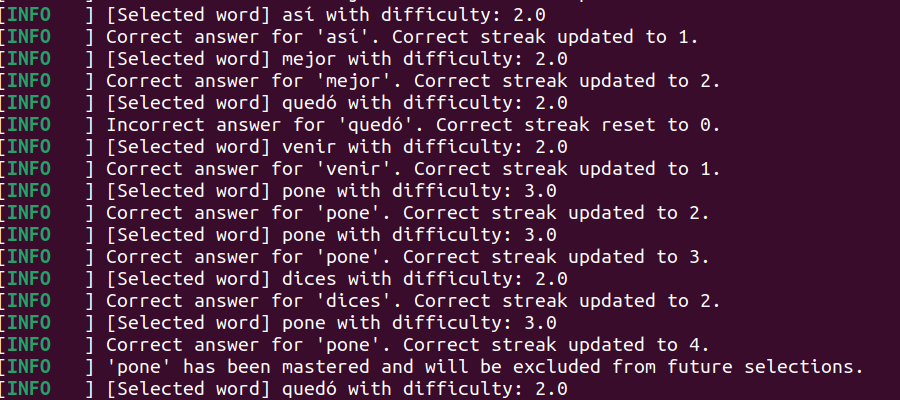 [INFO   ] [Selected word] así with difficulty: 2.0
[INFO   ] Correct answer for 'así'. Correct streak updated to 1.
[INFO   ] [Selected word] mejor with difficulty: 2.0
[INFO   ] Correct answer for 'mejor'. Correct streak updated to 2.
[INFO   ] [Selected word] quedó with difficulty: 2.0
[INFO   ] Incorrect answer for 'quedó'. Correct streak reset to 0.
[INFO   ] [Selected word] venir with difficulty: 2.0
[INFO   ] Correct answer for 'venir'. Correct streak updated to 1.
[INFO   ] [Selected word] pone with difficulty: 3.0
[INFO   ] Correct answer for 'pone'. Correct streak updated to 2.
[INFO   ] [Selected word] pone with difficulty: 3.0
[INFO   ] Correct answer for 'pone'. Correct streak updated to 3.
[INFO   ] [Selected word] dices with difficulty: 2.0
[INFO   ] Correct answer for 'dices'. Correct streak updated to 2.
[INFO   ] [Selected word] pone with difficulty: 3.0
[INFO   ] Correct answer for 'pone'. Correct streak updated to 4.
[INFO   ] 'pone' has been mastered and will be excluded from future selections.
[INFO   ] [Selected word] quedó with difficulty: 2.0